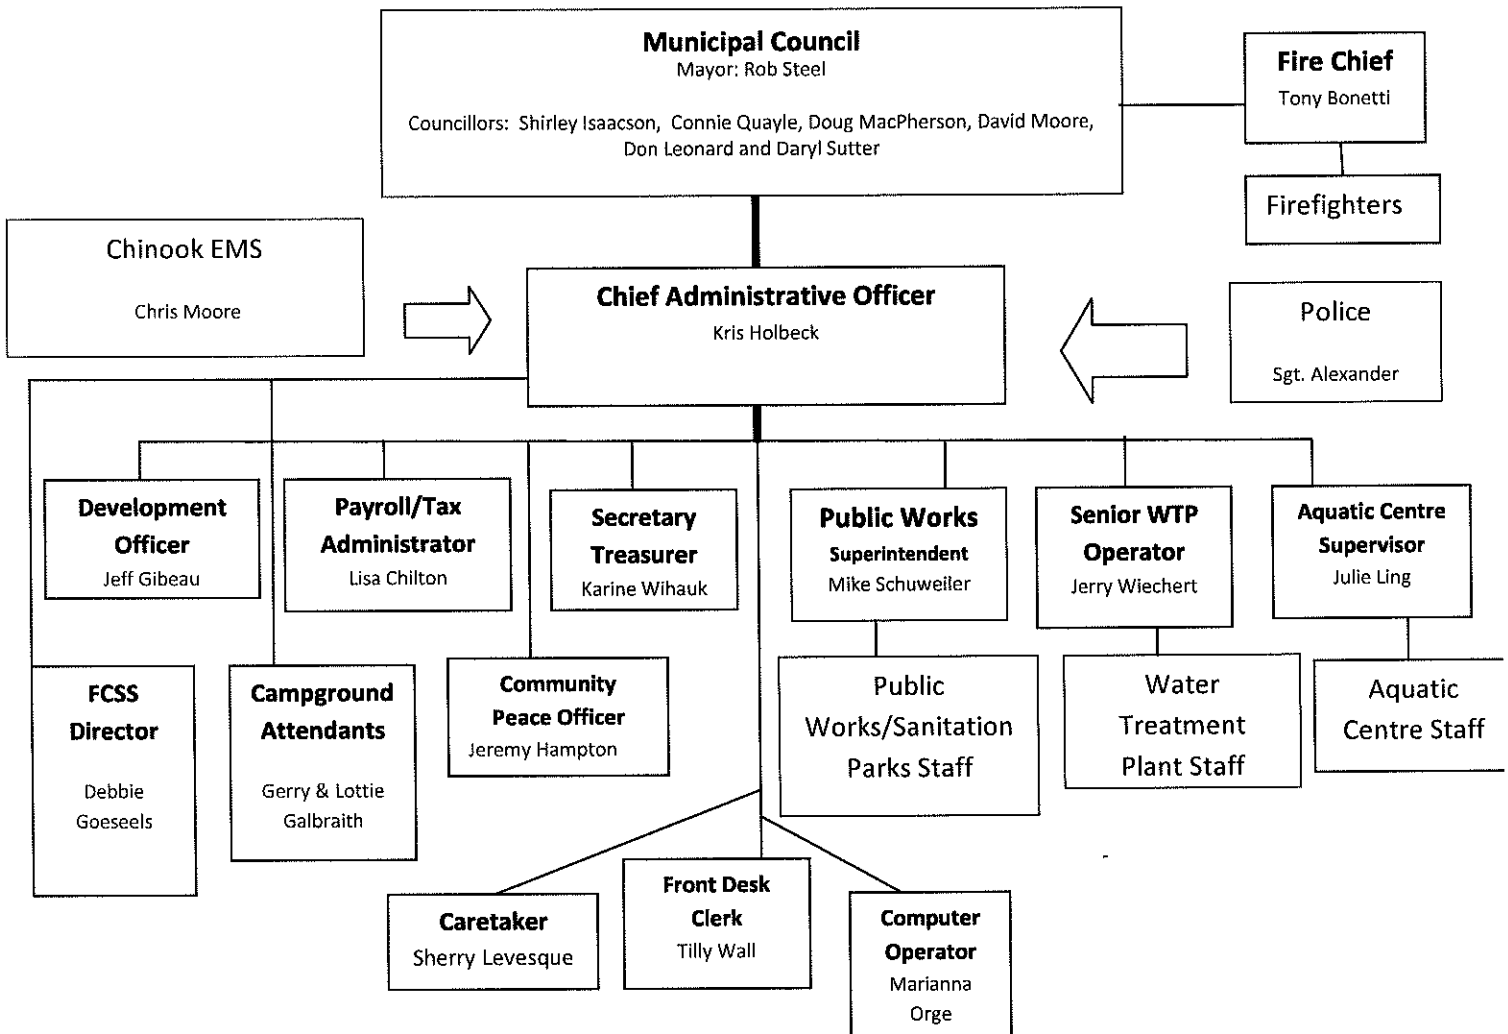 Municipal Council
Mayor: Rob Steel
Councillors: Shirley Isaacson, Connie Quayle, Doug MacPherson, David Moore,
Don Leonard and Daryl Sutter
Fire Chief
Tony Bonetti
Firefighters
Chinook EMS
Chris Moore
Chief Administrative Officer
Kris Holbeck
Police
Sgt. Alexander
Development
Officer
Jeff Gibeau
Payroll/Tax
Administrator
Lisa Chilton
Secretary
Treasurer
Karine Wihauk
Public Works
Superintendent
Mike Schuweiler
Senior WTP
Operator
Jerry Wiechert
Aquatic Centre
Supervisor
Julie Ling
FCSS
Director
Debbie
Goeseels
Campground
Attendants
Gerry & Lottie
Galbraith
Community
Peace Officer
Jeremy Hampton
Public
Works/Sanitation
Parks Staff
Water
Treatment
Plant Staff
Aquatic
Centre Staff
Caretaker
Sherry Levesque
Front Desk
Clerk
Tilly Wall
Computer
Operator
Marianna
Orge